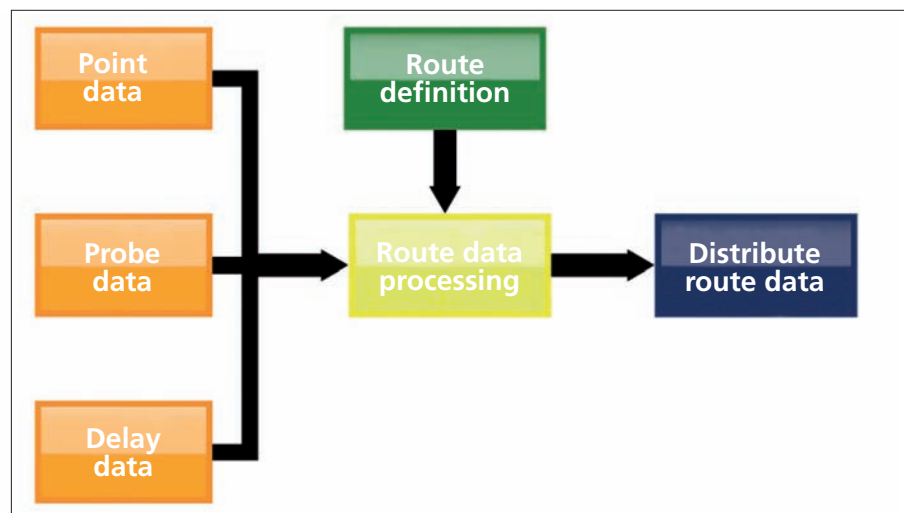 Point
data
Route
definition
Probe
data
Route data
processing
Distribute
route data
Delay
data